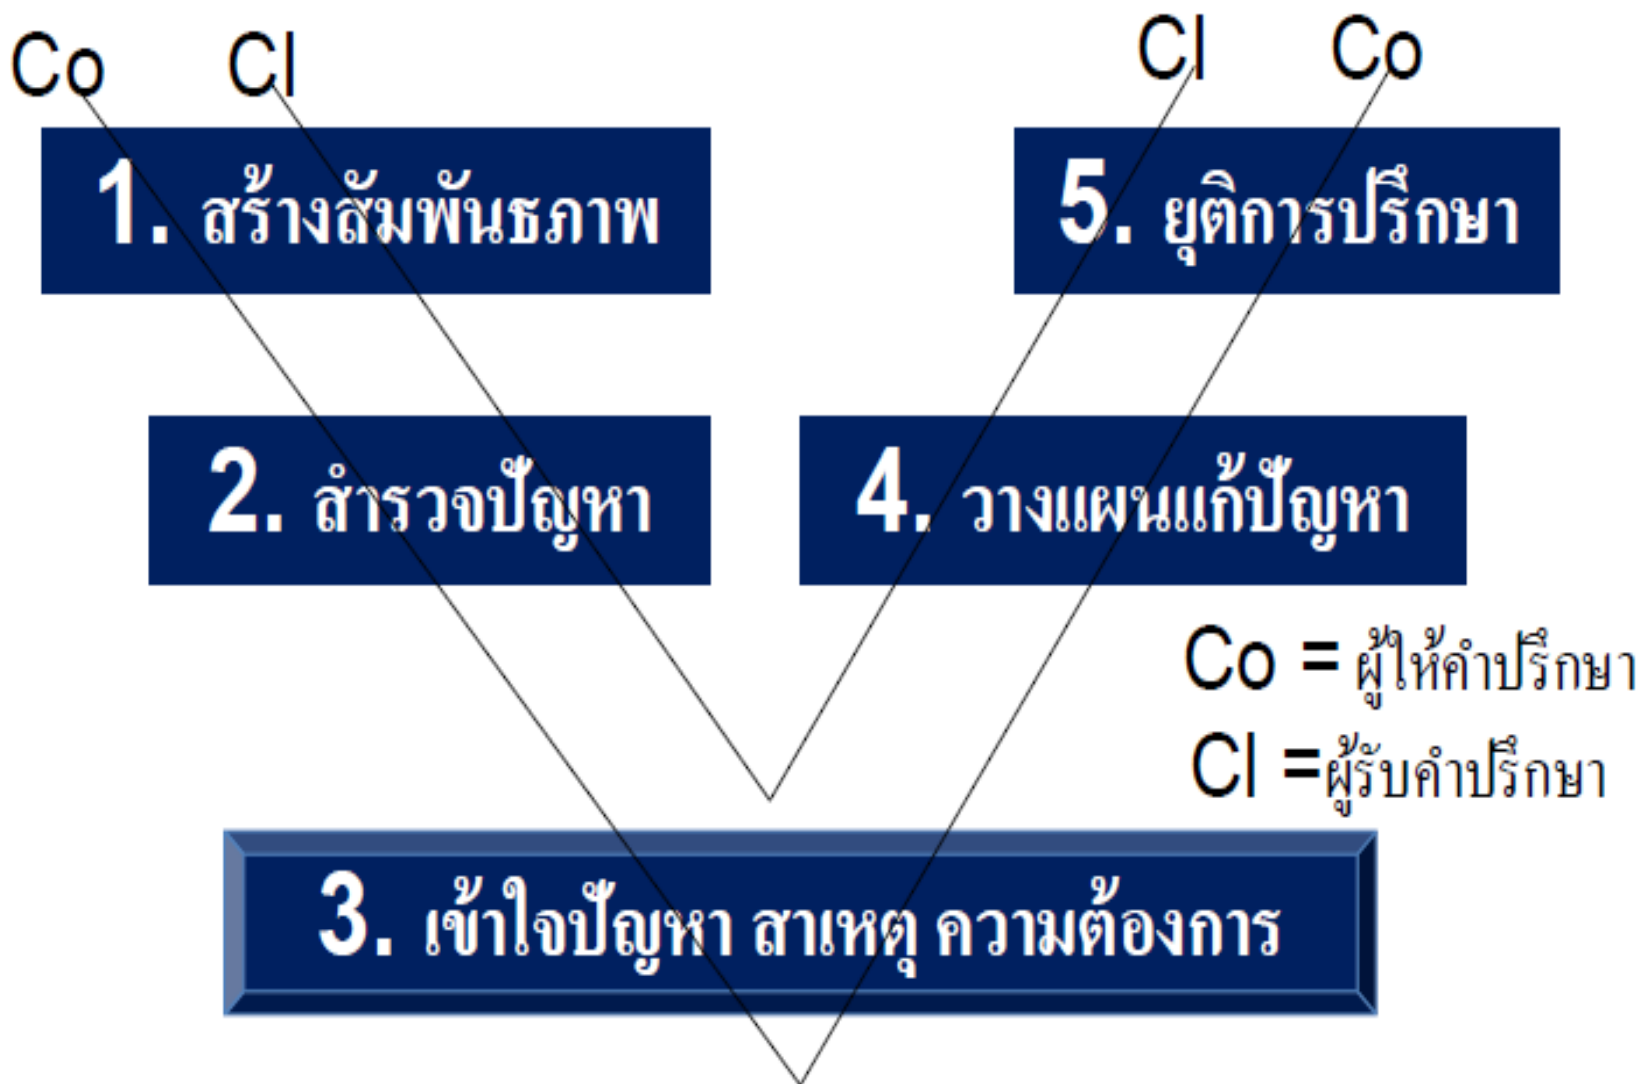 Co Cl Cl Co
1. สร้างสัมพันธภาพ
5. ยุติการปรึกษา
2. สำรวจปัญหา
4. วางแผนแก้ปัญหา
Co = ผู้ให้คำปรึกษา
Cl =ผู้รับคำปรึกษา
3. เข้าใจปัญหา สาเหตุ ความต้องการ